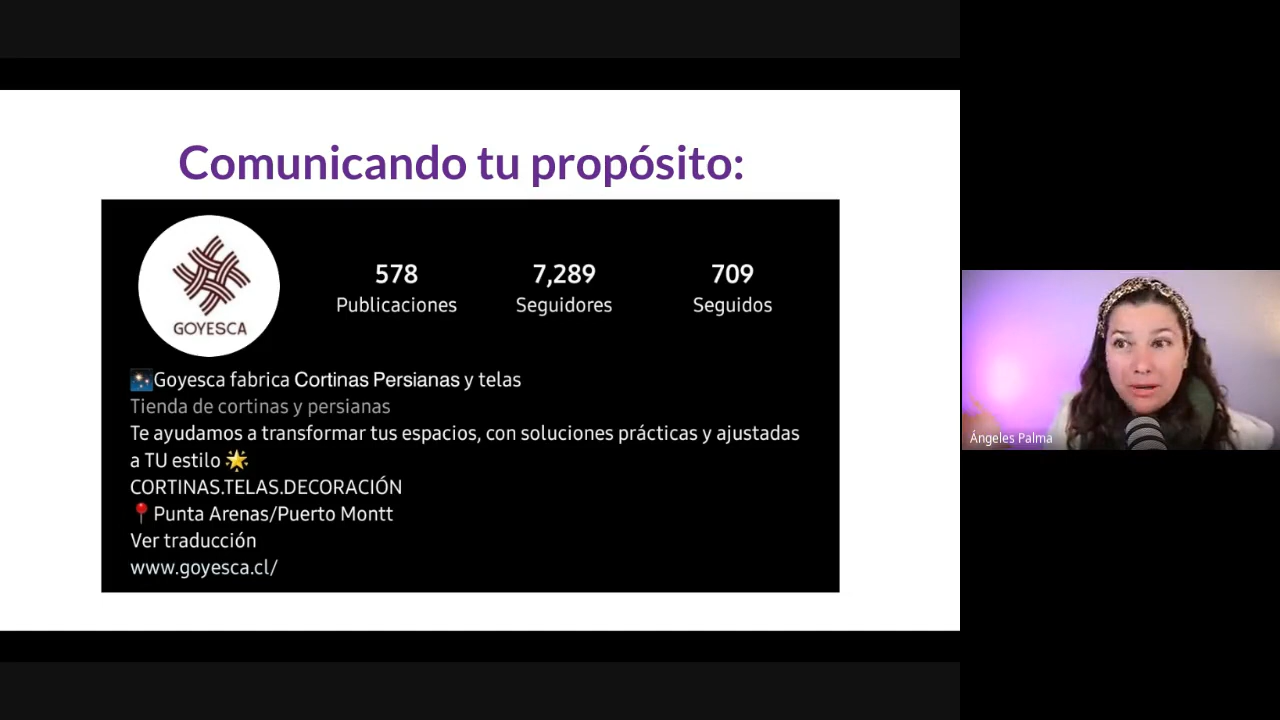 Comunicando tu propósito:
GOYESCA
578
7,289
709
Publicaciones
Seguidores
Seguidos
🌠Goyesca fabrica Cortinas Persianas y telas
Tienda de cortinas y persianas
Te ayudamos a transformar tus espacios, con soluciones prácticas y ajustadas
a TU estilo 🌟
CORTINAS.TELAS.DECORACIÓN
📍Punta Arenas/Puerto Montt
Ver traducción
www.goyesca.cl/
Ángeles Palma